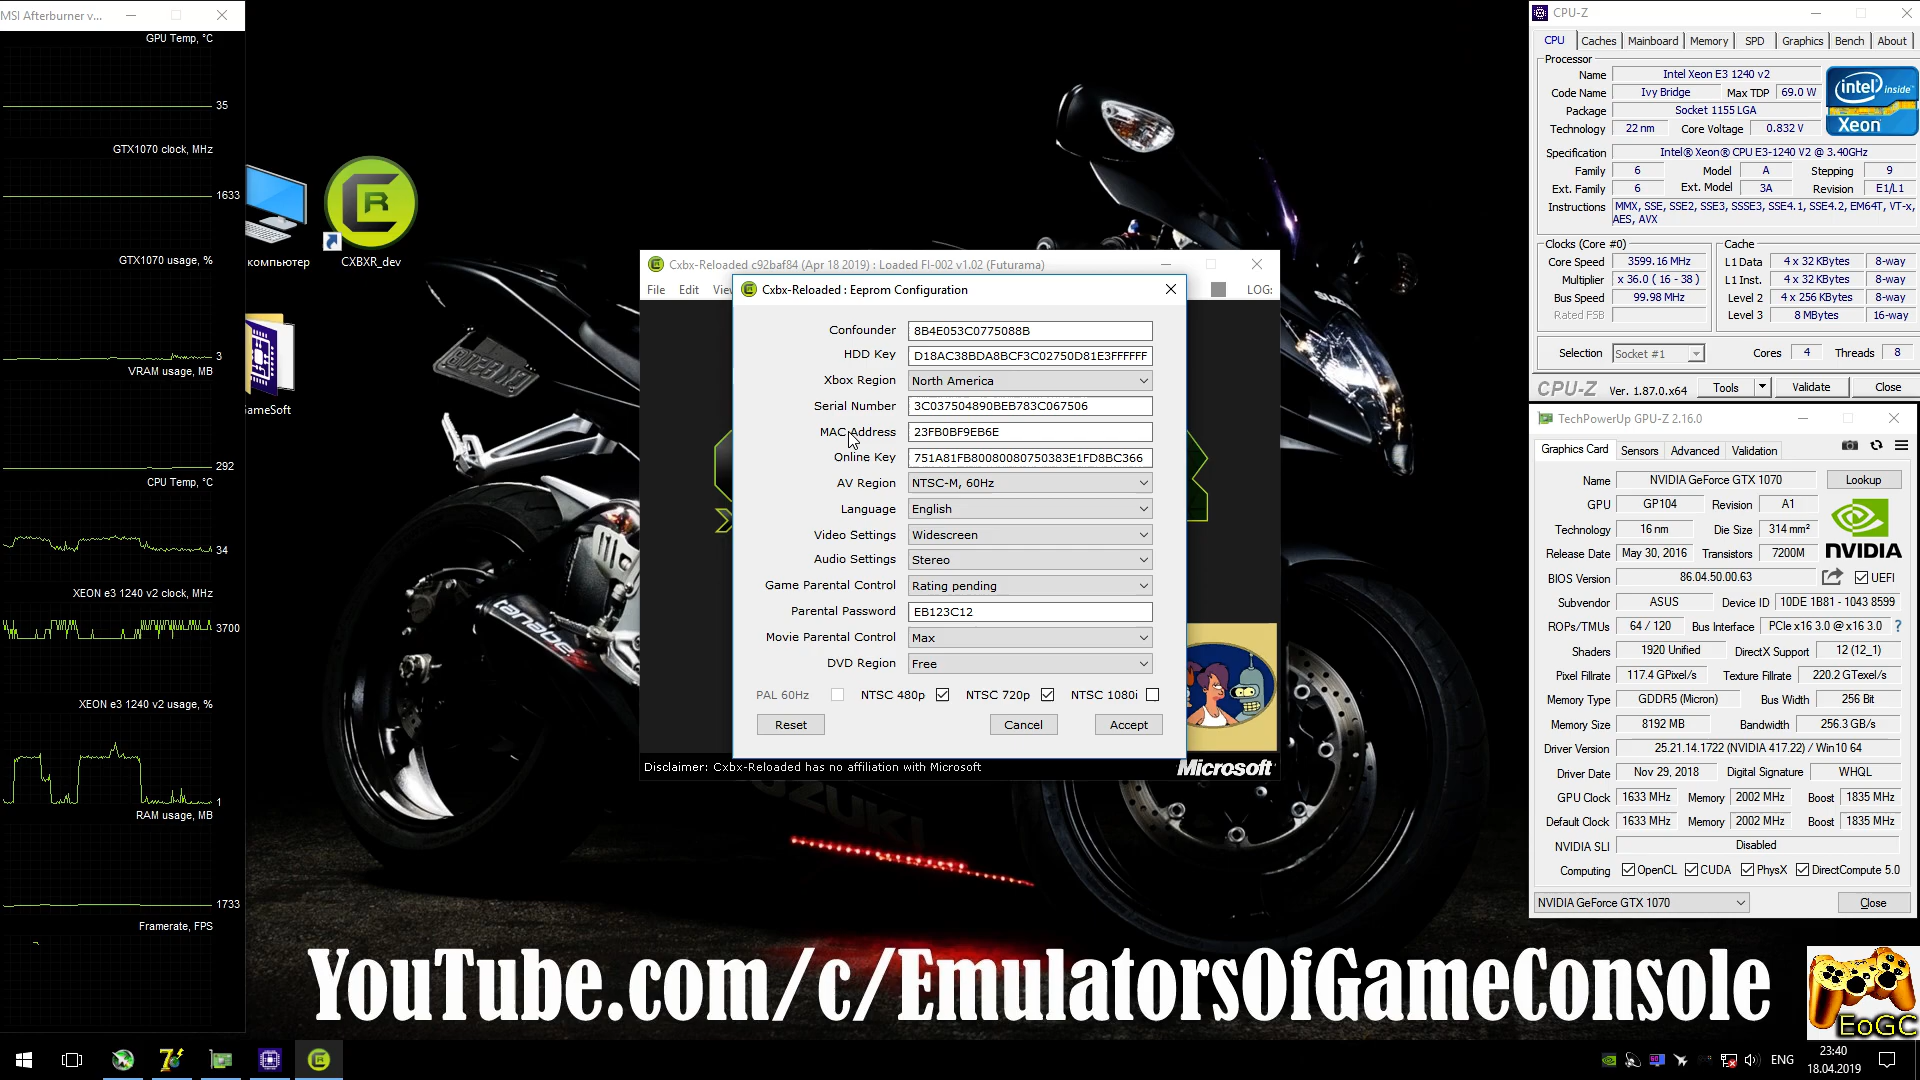 MSI Afterburner v...
GPU Temp, °C
35
GTX1070 clock, MHz
1633
GTX1070 usage, %
3
VRAM usage, MB
292
CPU Temp, °C
34
XEON e3 1240 v2 clock, MHz
3700
XEON e3 1240 v2 usage, %
1
RAM usage, MB
1733
Framerate, FPS
компьютер
CXBXR_dev
GameSoft
SUZUKI
Cxbx-Reloaded c92baf84 (Apr 18 2019) : Loaded FI-002 v1.02 (Futurama)
File Edit View LOG:
Cxbx-Reloaded : Eeprom Configuration
Confounder 8B4E053C0775088B
HDD Key D18AC38BDA8BCF3C02750D81E3FFFFFF
Xbox Region North America
Serial Number 3C037504890BEB783C067506
MAC Address 23FB0BF9EB6E
Online Key 751A81FB80080080750383E1FD8BC366
AV Region NTSC-M, 60Hz
Language English
Video Settings Widescreen
Audio Settings Stereo
Game Parental Control Rating pending
Parental Password EB123C12
Movie Parental Control Max
DVD Region Free
PAL 60Hz NTSC 480p NTSC 720p NTSC 1080i
Reset Cancel Accept
Disclaimer: Cxbx-Reloaded has no affiliation with Microsoft
Microsoft
CPU-Z
CPU Caches Mainboard Memory SPD Graphics Bench About
Processor
Name Intel Xeon E3 1240 v2
Code Name Ivy Bridge Max TDP 69.0 W
Package Socket 1155 LGA
Technology 22 nm Core Voltage 0.832 V
intel inside™
Xeon
Specification Intel® Xeon® CPU E3-1240 V2 @ 3.40GHz
Family 6 Model A Stepping 9
Ext. Family 6 Ext. Model 3A Revision E1/L1
Instructions MMX, SSE, SSE2, SSE3, SSSE3, SSE4.1, SSE4.2, EM64T, VT-x,
AES, AVX
Clocks (Core #0) Cache
Core Speed 3599.16 MHz L1 Data 4 x 32 KBytes 8-way
Multiplier x 36.0 ( 16 - 38 ) L1 Inst. 4 x 32 KBytes 8-way
Bus Speed 99.98 MHz Level 2 4 x 256 KBytes 8-way
Rated FSB Level 3 8 MBytes 16-way
Selection Socket #1 Cores 4 Threads 8
CPU-Z Ver. 1.87.0.x64 Tools Validate Close
TechPowerUp GPU-Z 2.16.0
Graphics Card Sensors Advanced Validation
Name NVIDIA GeForce GTX 1070 Lookup
GPU GP104 Revision A1
Technology 16 nm Die Size 314 mm²
Release Date May 30, 2016 Transistors 7200M
NVIDIA
BIOS Version 86.04.50.00.63 UEFI
Subvendor ASUS Device ID 10DE 1B81 - 1043 8599
ROPs/TMUs 64 / 120 Bus Interface PCIe x16 3.0 @ x16 3.0 ?
Shaders 1920 Unified DirectX Support 12 (12_1)
Pixel Fillrate 117.4 GPixel/s Texture Fillrate 220.2 GTexel/s
Memory Type GDDR5 (Micron) Bus Width 256 Bit
Memory Size 8192 MB Bandwidth 256.3 GB/s
Driver Version 25.21.14.1722 (NVIDIA 417.22) / Win10 64
Driver Date Nov 29, 2018 Digital Signature WHQL
GPU Clock 1633 MHz Memory 2002 MHz Boost 1835 MHz
Default Clock 1633 MHz Memory 2002 MHz Boost 1835 MHz
NVIDIA SLI Disabled
Computing OpenCL CUDA PhysX DirectCompute 5.0
NVIDIA GeForce GTX 1070 Close
YouTube.com/c/EmulatorsOfGameConsole
EoGC
ENG
23:40
18.04.2019